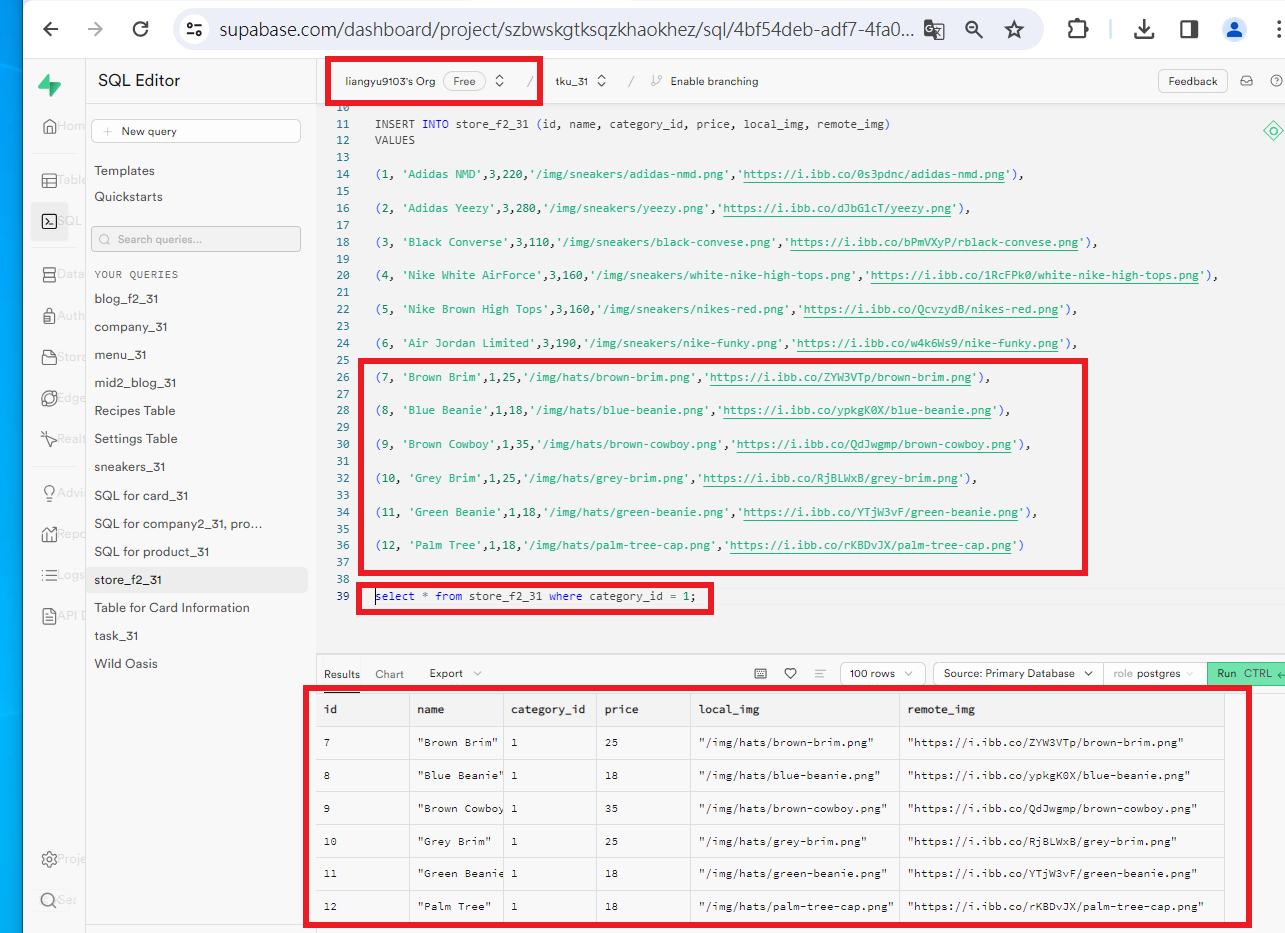 supabase.com/dashboard/project/szbwskgtksqzkhaokhez/sql/4bf54deb-adf7-4fa0...
SQL Editor
liangyu9103's Org Free / tku_31 / Enable branching
Feedback
New query
Templates
Quickstarts
Search queries...
YOUR QUERIES
blog_f2_31
company_31
menu_31
mid2_blog_31
Recipes Table
Settings Table
sneakers_31
SQL for card_31
SQL for company2_31, pro...
SQL for product_31
store_f2_31
Table for Card Information
task_31
Wild Oasis
Hom
Table
SQL
Data
Auth
Stora
Edge
Realt
Advi
Repo
Logs
API D
Proje
Sea
10
11 INSERT INTO store_f2_31 (id, name, category_id, price, local_img, remote_img)
12 VALUES
13
14 (1, 'Adidas NMD',3,220,'/img/sneakers/adidas-nmd.png','https://i.ibb.co/0s3pdnc/adidas-nmd.png'),
15
16 (2, 'Adidas Yeezy',3,280,'/img/sneakers/yeezy.png','https://i.ibb.co/dJbG1cT/yeezy.png'),
17
18 (3, 'Black Converse',3,110,'/img/sneakers/black-convese.png','https://i.ibb.co/bPmVXyP/rblack-convese.png'),
19
20 (4, 'Nike White AirForce',3,160,'/img/sneakers/white-nike-high-tops.png','https://i.ibb.co/1RcFPk0/white-nike-high-tops.png'),
21
22 (5, 'Nike Brown High Tops',3,160,'/img/sneakers/nikes-red.png','https://i.ibb.co/QcvzydB/nikes-red.png'),
23
24 (6, 'Air Jordan Limited',3,190,'/img/sneakers/nike-funky.png','https://i.ibb.co/w4k6Ws9/nike-funky.png'),
25
26 (7, 'Brown Brim',1,25,'/img/hats/brown-brim.png','https://i.ibb.co/ZYW3VTp/brown-brim.png'),
27
28 (8, 'Blue Beanie',1,18,'/img/hats/blue-beanie.png','https://i.ibb.co/ypkgK0X/blue-beanie.png'),
29
30 (9, 'Brown Cowboy',1,35,'/img/hats/brown-cowboy.png','https://i.ibb.co/QdJwgmp/brown-cowboy.png'),
31
32 (10, 'Grey Brim',1,25,'/img/hats/grey-brim.png','https://i.ibb.co/RjBLWxB/grey-brim.png'),
33
34 (11, 'Green Beanie',1,18,'/img/hats/green-beanie.png','https://i.ibb.co/YTjW3vF/green-beanie.png'),
35
36 (12, 'Palm Tree',1,18,'/img/hats/palm-tree-cap.png','https://i.ibb.co/rKBDvJX/palm-tree-cap.png')
37
38
39 select * from store_f2_31 where category_id = 1;
Results Chart Export 100 rows Source: Primary Database role postgres Run CTRL
id name category_id price local_img remote_img
7 "Brown Brim" 1 25 "/img/hats/brown-brim.png" "https://i.ibb.co/ZYW3VTp/brown-brim.png"
8 "Blue Beanie" 1 18 "/img/hats/blue-beanie.png" "https://i.ibb.co/ypkgK0X/blue-beanie.png"
9 "Brown Cowboy 1 35 "/img/hats/brown-cowboy.png" "https://i.ibb.co/QdJwgmp/brown-cowboy.png"
10 "Grey Brim" 1 25 "/img/hats/grey-brim.png" "https://i.ibb.co/RjBLWxB/grey-brim.png"
11 "Green Beanie 1 18 "/img/hats/green-beanie.png" "https://i.ibb.co/YTjW3vF/green-beanie.png"
12 "Palm Tree" 1 18 "/img/hats/palm-tree-cap.png" "https://i.ibb.co/rKBDvJX/palm-tree-cap.png"